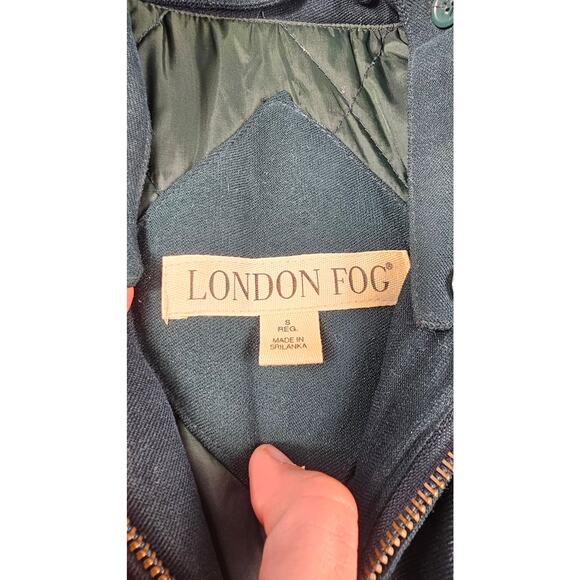 LONDON FOG®
S
REG.
MADE IN
SRILANKA